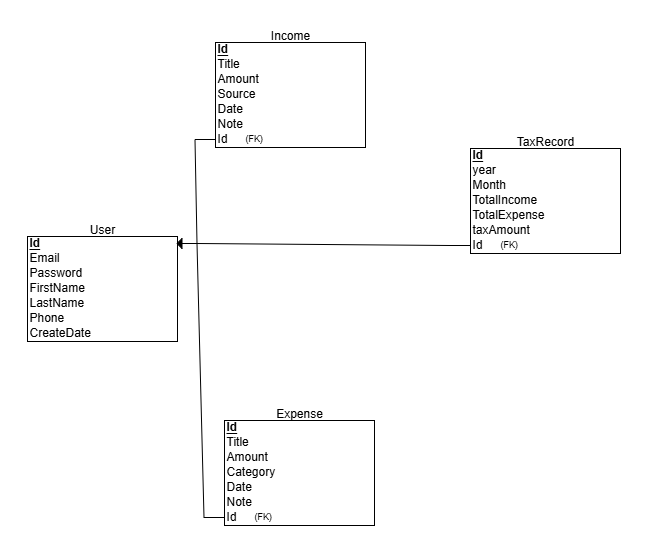 Income
Id
Title
Amount
Source
Date
Note
Id (FK)
TaxRecord
Id
year
Month
TotalIncome
TotalExpense
taxAmount
Id (FK)
User
Id
Email
Password
FirstName
LastName
Phone
CreateDate
Expense
Id
Title
Amount
Category
Date
Note
Id (FK)